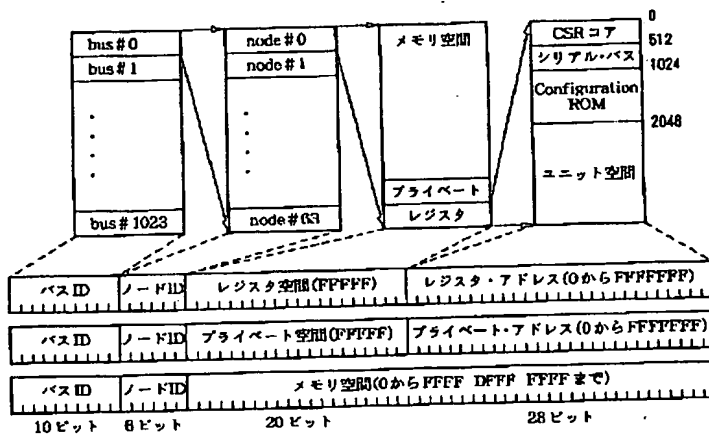 bus#0
bus#1
bus#1023
node#0
node#1
node#63
メモリ空間
プライベート
レジスタ
CSRコア
シリアル・バス
Configuration
ROM
ユニット空間
0
512
1024
2048
バスID
ノードID
レジスタ空間(FFFFF)
レジスタ・アドレス(0からFFFFFFF)
バスID
ノードID
プライベート空間(FFFFF)
プライベート・アドレス(0からFFFFFFF)
バスID
ノードID
メモリ空間(0からFFFF DFFF FFFFまで)
10ビット
6ビット
20ビット
28ビット